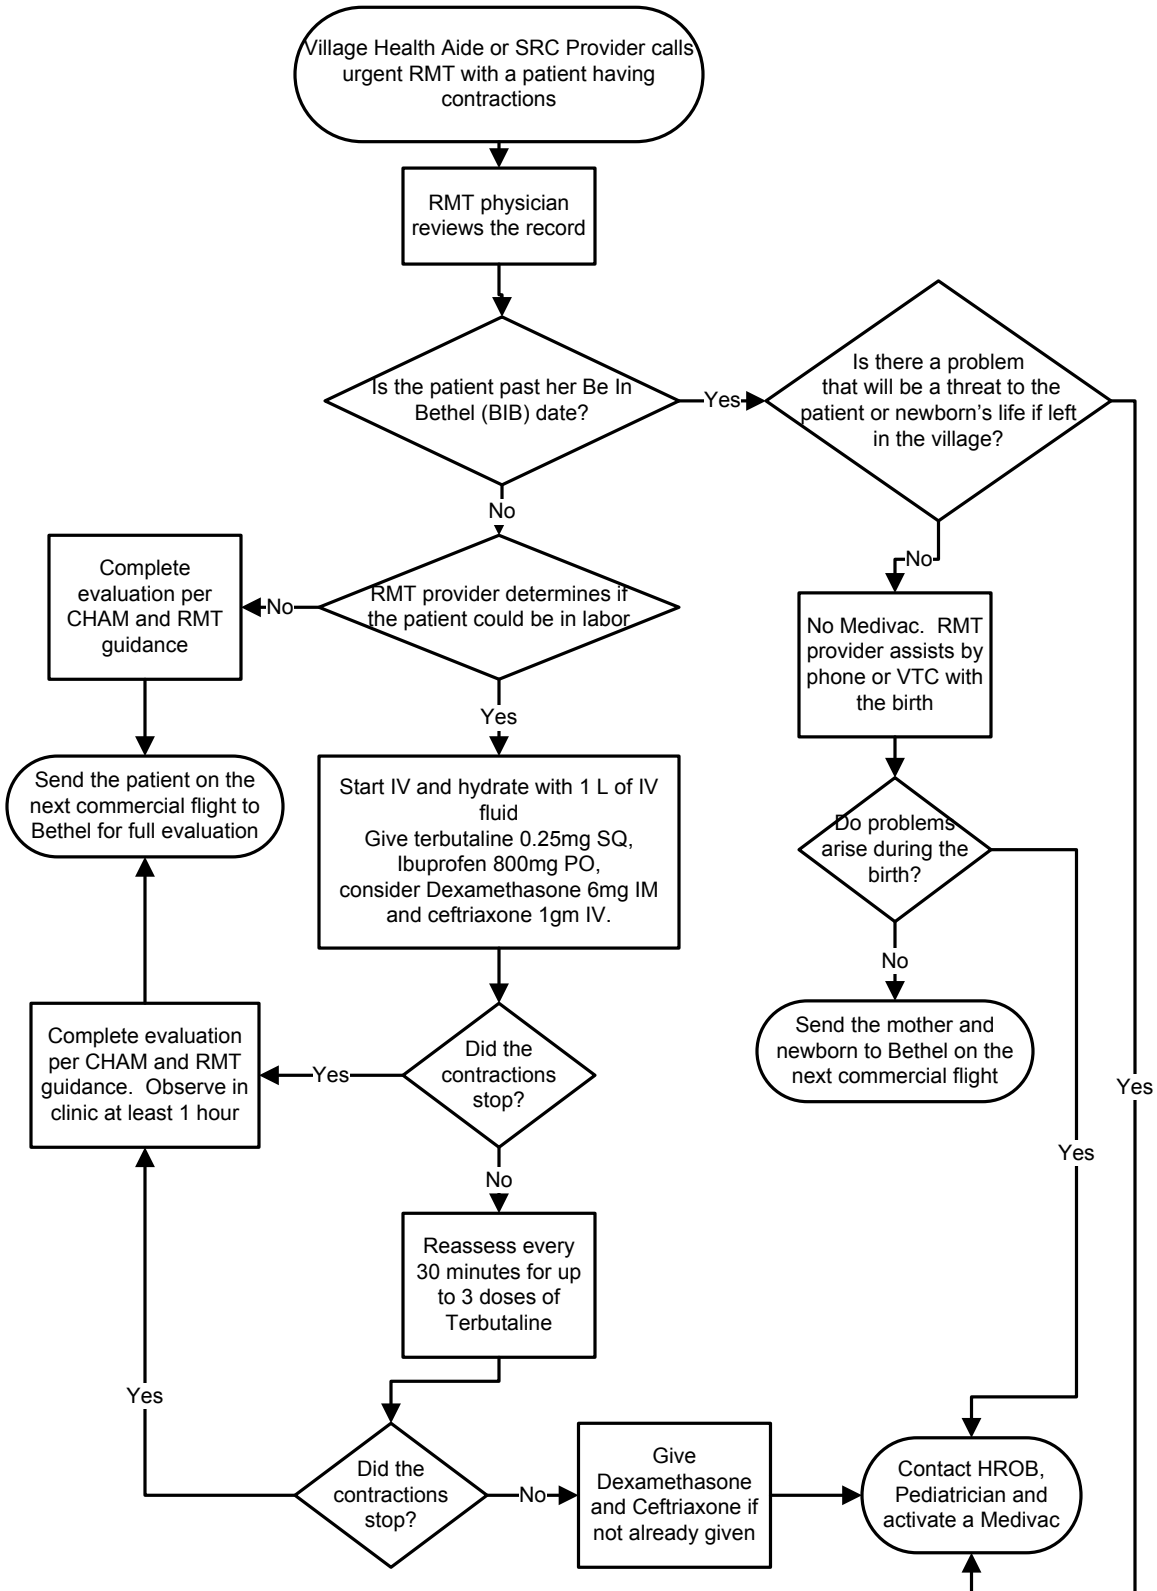 Village Health Aide or SRC Provider calls
urgent RMT with a patient having
contractions
RMT physician
reviews the record
Is the patient past her Be In
Bethel (BIB) date?
Yes
Is there a problem
that will be a threat to the
patient or newborn's life if left
in the village?
No
No
Complete
evaluation per
CHAM and RMT
guidance
No
RMT provider determines if
the patient could be in labor
No Medivac.  RMT
provider assists by
phone or VTC with
the birth
Yes
Send the patient on the
next commercial flight to
Bethel for full evaluation
Start IV and hydrate with 1 L of IV
fluid
Give terbutaline 0.25mg SQ,
Ibuprofen 800mg PO,
consider Dexamethasone 6mg IM
and ceftriaxone 1gm IV.
Do problems
arise during the
birth?
No
Complete evaluation
per CHAM and RMT
guidance.  Observe in
clinic at least 1 hour
Yes
Did the
contractions
stop?
Send the mother and
newborn to Bethel on the
next commercial flight
Yes
Yes
No
Reassess every
30 minutes for up
to 3 doses of
Terbutaline
Yes
Did the
contractions
stop?
No
Give
Dexamethasone
and Ceftriaxone if
not already given
Contact HROB,
Pediatrician and
activate a Medivac